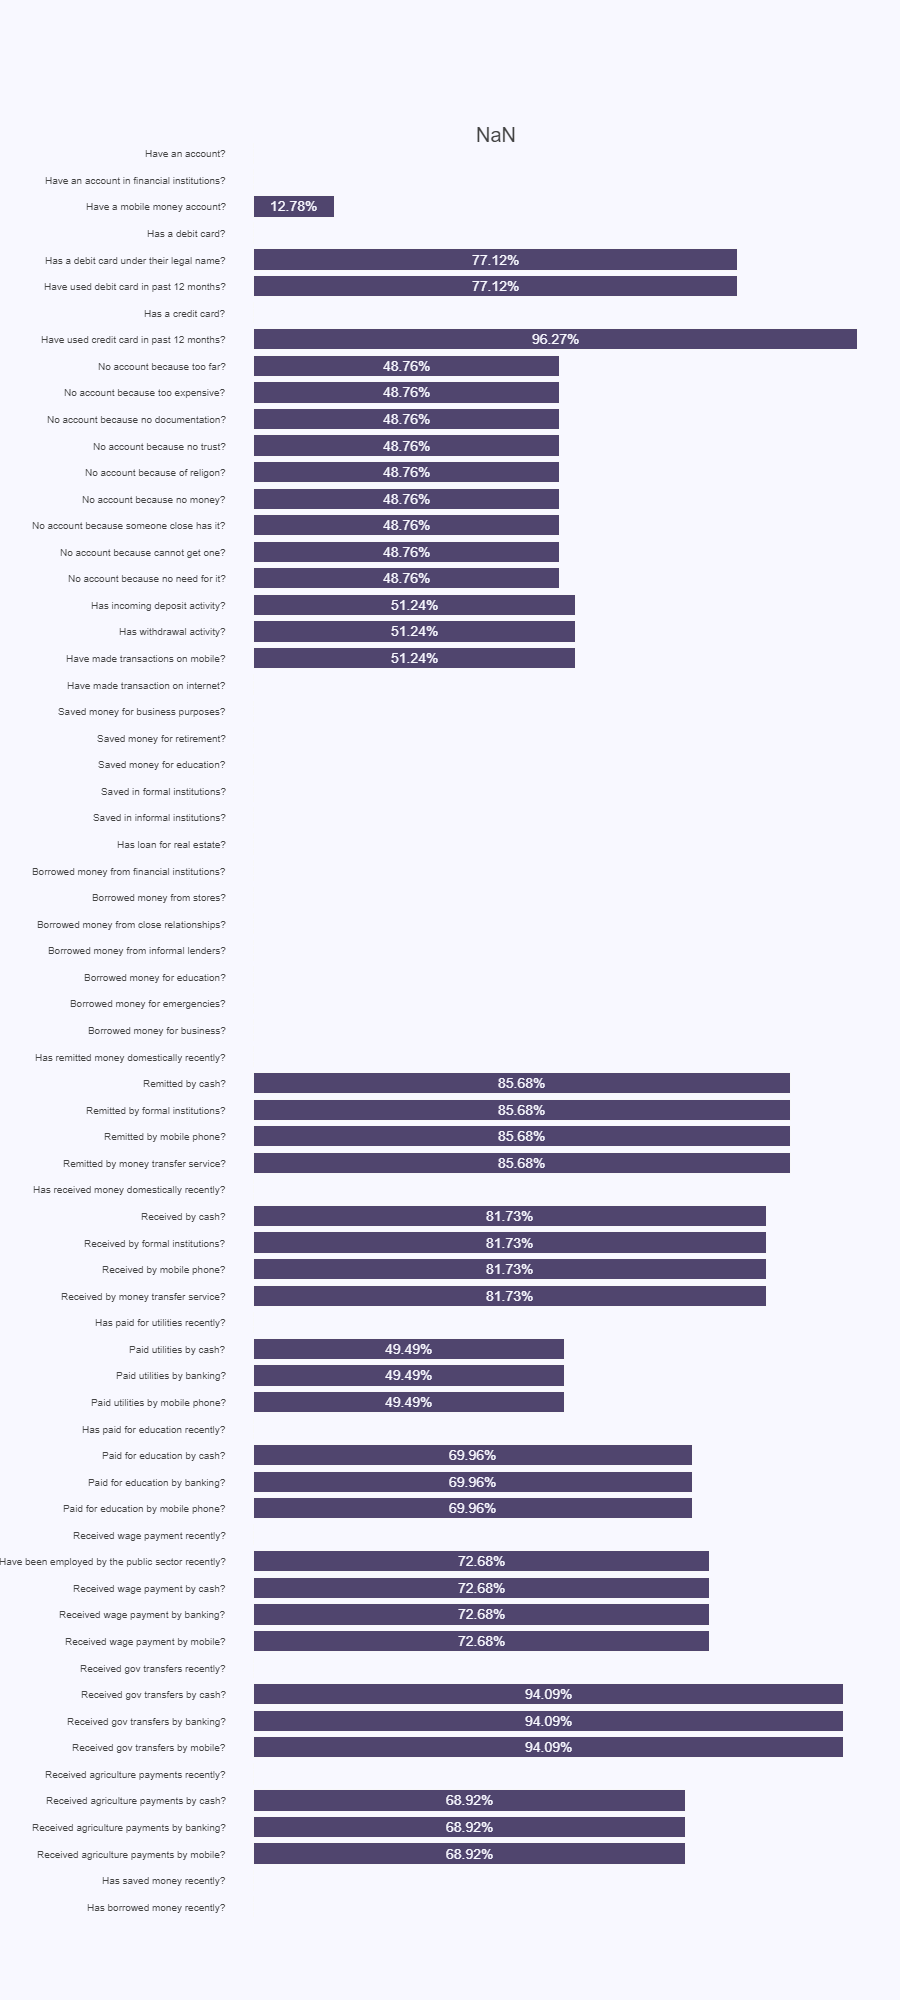 NaN
Have an account?
Have an account in financial institutions?
Have a mobile money account? 12.78%
Has a debit card?
Has a debit card under their legal name? 77.12%
Have used debit card in past 12 months? 77.12%
Has a credit card?
Have used credit card in past 12 months? 96.27%
No account because too far? 48.76%
No account because too expensive? 48.76%
No account because no documentation? 48.76%
No account because no trust? 48.76%
No account because of religon? 48.76%
No account because no money? 48.76%
No account because someone close has it? 48.76%
No account because cannot get one? 48.76%
No account because no need for it? 48.76%
Has incoming deposit activity? 51.24%
Has withdrawal activity? 51.24%
Have made transactions on mobile? 51.24%
Have made transaction on internet?
Saved money for business purposes?
Saved money for retirement?
Saved money for education?
Saved in formal institutions?
Saved in informal institutions?
Has loan for real estate?
Borrowed money from financial institutions?
Borrowed money from stores?
Borrowed money from close relationships?
Borrowed money from informal lenders?
Borrowed money for education?
Borrowed money for emergencies?
Borrowed money for business?
Has remitted money domestically recently?
Remitted by cash? 85.68%
Remitted by formal institutions? 85.68%
Remitted by mobile phone? 85.68%
Remitted by money transfer service? 85.68%
Has received money domestically recently?
Received by cash? 81.73%
Received by formal institutions? 81.73%
Received by mobile phone? 81.73%
Received by money transfer service? 81.73%
Has paid for utilities recently?
Paid utilities by cash? 49.49%
Paid utilities by banking? 49.49%
Paid utilities by mobile phone? 49.49%
Has paid for education recently?
Paid for education by cash? 69.96%
Paid for education by banking? 69.96%
Paid for education by mobile phone? 69.96%
Received wage payment recently?
Have been employed by the public sector recently? 72.68%
Received wage payment by cash? 72.68%
Received wage payment by banking? 72.68%
Received wage payment by mobile? 72.68%
Received gov transfers recently?
Received gov transfers by cash? 94.09%
Received gov transfers by banking? 94.09%
Received gov transfers by mobile? 94.09%
Received agriculture payments recently?
Received agriculture payments by cash? 68.92%
Received agriculture payments by banking? 68.92%
Received agriculture payments by mobile? 68.92%
Has saved money recently?
Has borrowed money recently?